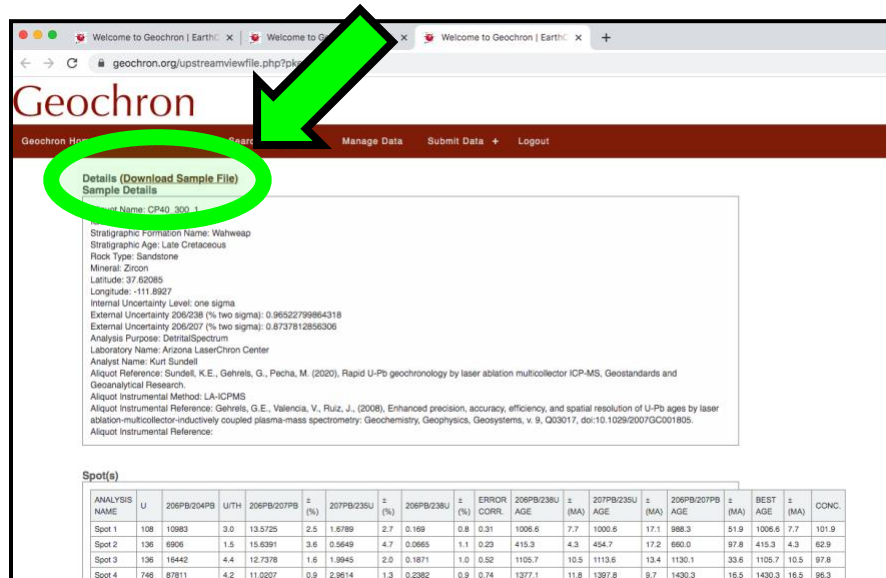 Welcome to Geochron | EarthC × Welcome to G × Welcome to Geochron | EarthC × +
geochron.org/upstreamviewfile.php?pk
Geochron
Geochron Manage Data Submit Data + Logout
Details (Download Sample File)
Sample Details
Name: CP40_300_1
Stratigraphic Formation Name: Wahweap
Stratigraphic Age: Late Cretaceous
Rock Type: Sandstone
Mineral: Zircon
Latitude: 37.62085
Longitude: -111.8927
Internal Uncertainty Level: one sigma
External Uncertainty 206/238 (% two sigma): 0.96522799864318
External Uncertainty 206/207 (% two sigma): 0.8737812856306
Analysis Purpose: DetritalSpectrum
Laboratory Name: Arizona LaserChron Center
Analyst Name: Kurt Sundell
Aliquot Reference: Sundell, K.E., Gehrels, G., Pecha, M. (2020), Rapid U-Pb geochronology by laser ablation multicollector ICP-MS, Geostandards and
Geoanalytical Research.
Aliquot Instrumental Method: LA-ICPMS
Aliquot Instrumental Reference: Gehrels, G.E., Valencia, V., Ruiz, J., (2008), Enhanced precision, accuracy, efficiency, and spatial resolution of U-Pb ages by laser
ablation-multicollector-inductively coupled plasma-mass spectrometry: Geochemistry, Geophysics, Geosystems, v. 9, Q03017, doi:10.1029/2007GC001805.
Aliquot Instrumental Reference:
Spot(s)
ANALYSIS NAME U 206PB/204PB U/TH 206PB/207PB ± (%) 207PB/235U ± (%) 206PB/238U ± (%) ERROR CORR. 206PB/238U AGE ± (MA) 207PB/235U AGE ± (MA) 206PB/207PB AGE ± (MA) BEST AGE ± (MA) CONC.
Spot 1 108 10983 3.0 13.5725 2.5 1.6789 2.7 0.169 0.8 0.31 1006.6 7.7 1000.6 17.1 988.3 51.9 1006.6 7.7 101.9
Spot 2 136 6906 1.5 15.6391 3.6 0.5649 4.7 0.0665 1.1 0.23 415.3 4.3 454.7 17.2 660.0 97.8 415.3 4.3 62.9
Spot 3 136 16442 4.4 12.7378 1.6 1.9945 2.0 0.1871 1.0 0.52 1105.7 10.5 1113.6 13.4 1130.1 33.6 1105.7 10.5 97.8
Spot 4 746 87811 4.2 11.0207 0.9 2.9614 1.3 0.2382 0.9 0.74 1377.1 11.8 1397.8 9.7 1430.3 16.5 1430.3 16.5 96.3